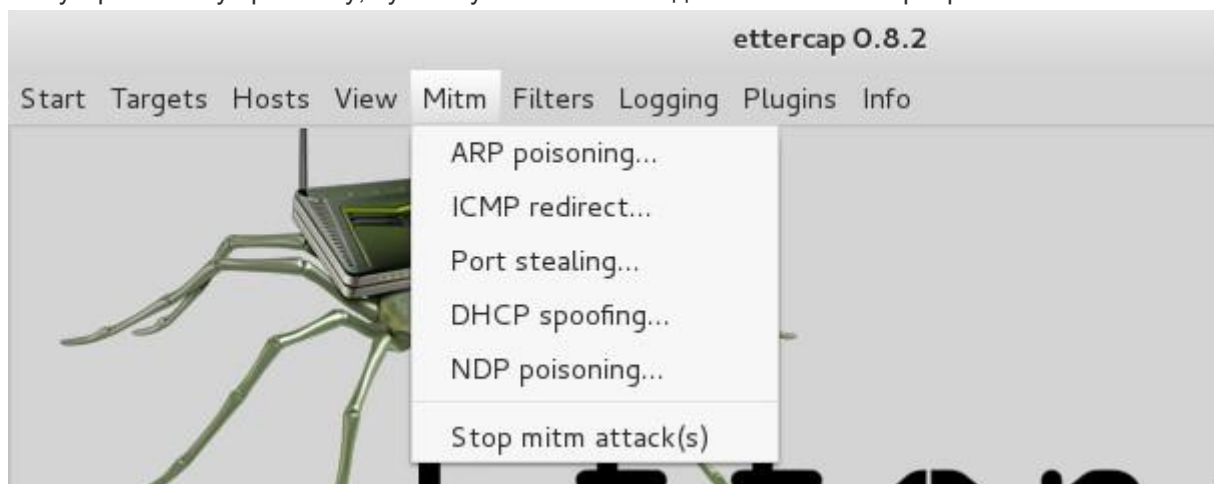 ettercap 0.8.2
Start Targets Hosts View Mitm Filters Logging Plugins Info
ARP poisoning...
ICMP redirect...
Port stealing...
DHCP spoofing...
NDP poisoning...
Stop mitm attack(s)